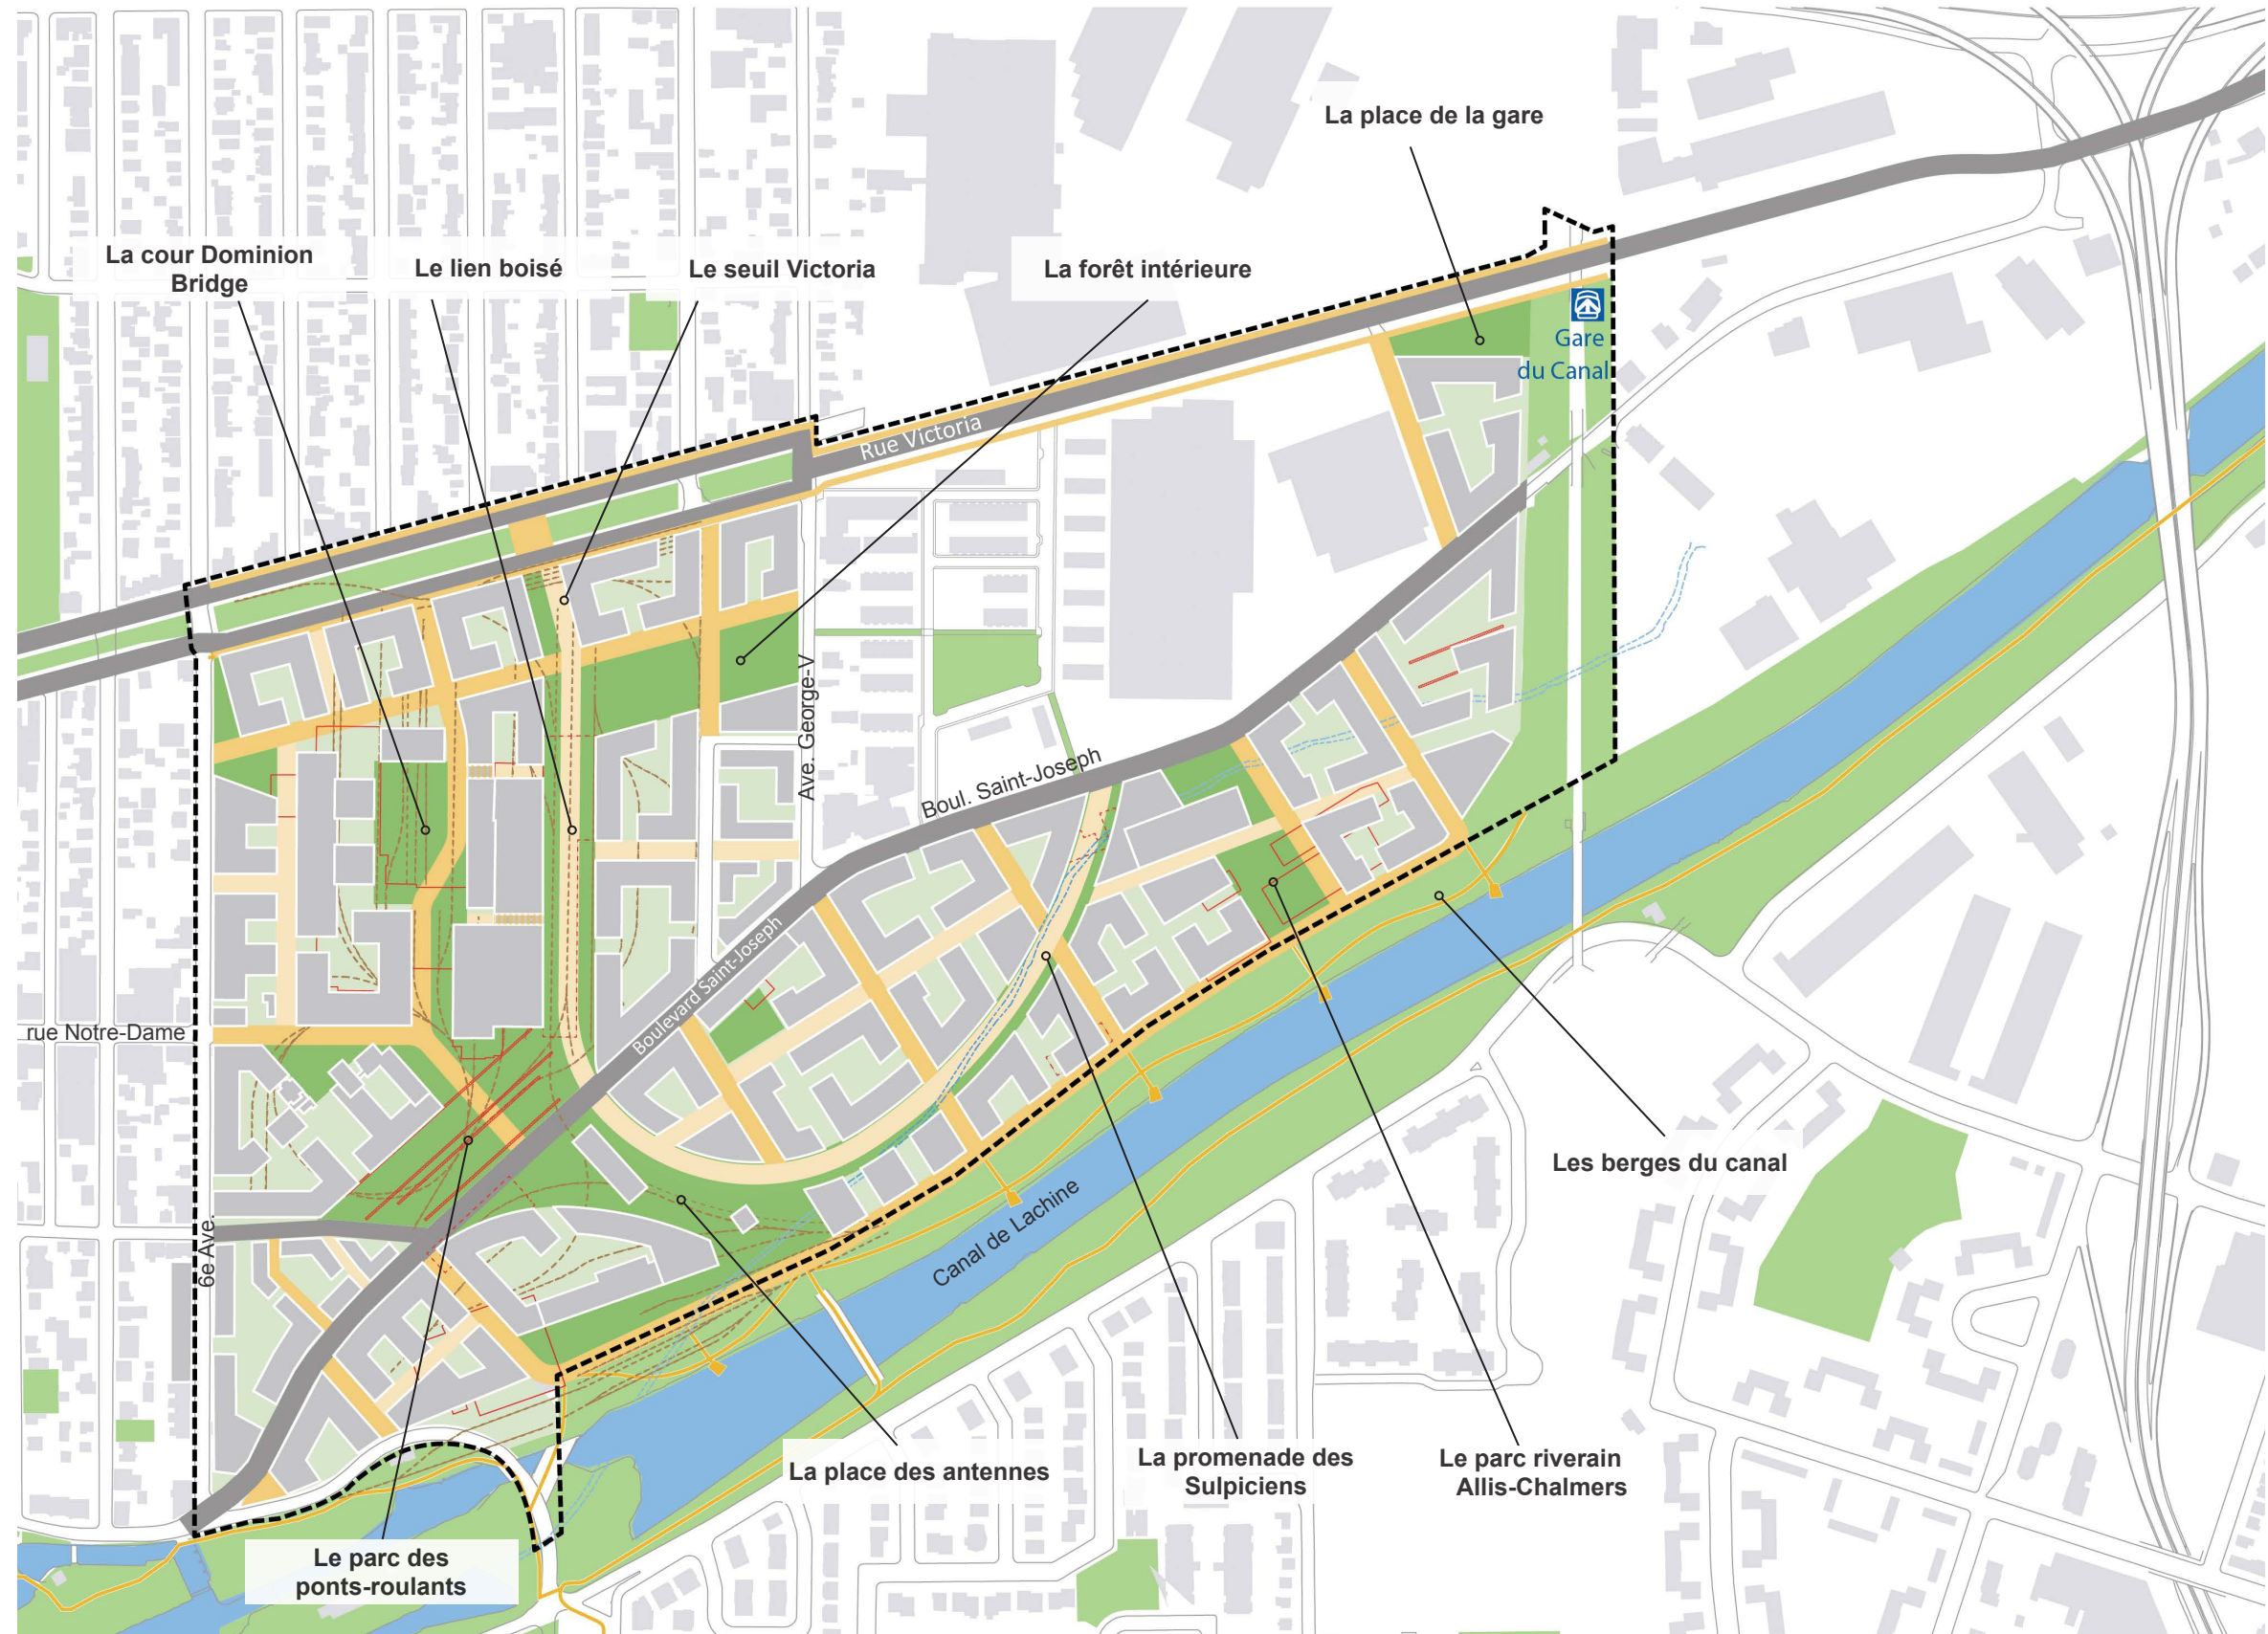 La place de la gare
La cour Dominion
Bridge
Le lien boisé
Le seuil Victoria
La forêt intérieure
Gare
du Canal
Rue Victoria
Ave. George-V
Boul. Saint-Joseph
Boulevard Saint-Joseph
rue Notre-Dame
6e Ave.
Canal de Lachine
Les berges du canal
La place des antennes
La promenade des
Sulpiciens
Le parc riverain
Allis-Chalmers
Le parc des
ponts-roulants